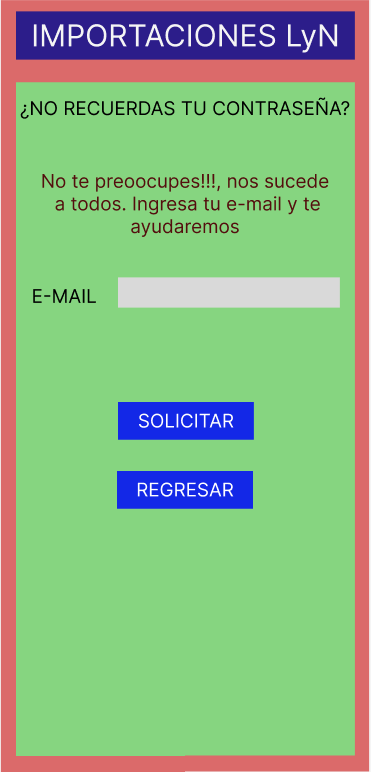 IMPORTACIONES LyN
¿NO RECUERDAS TU CONTRASEÑA?
No te preoocupes!!!, nos sucede
a todos. Ingresa tu e-mail y te
ayudaremos
E-MAIL
SOLICITAR
REGRESAR